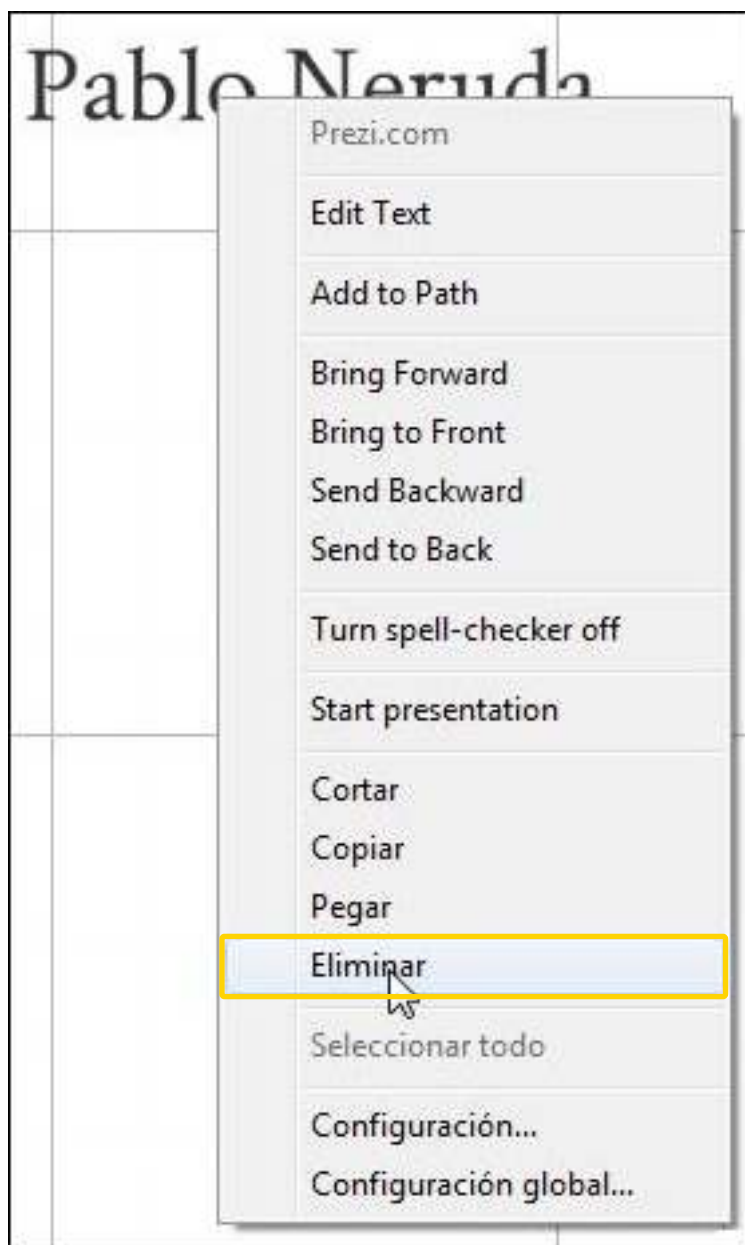 Pablo Neruda
Prezi.com
Edit Text
Add to Path
Bring Forward
Bring to Front
Send Backward
Send to Back
Turn spell-checker off
Start presentation
Cortar
Copiar
Pegar
Eliminar
Seleccionar todo
Configuración...
Configuración global...